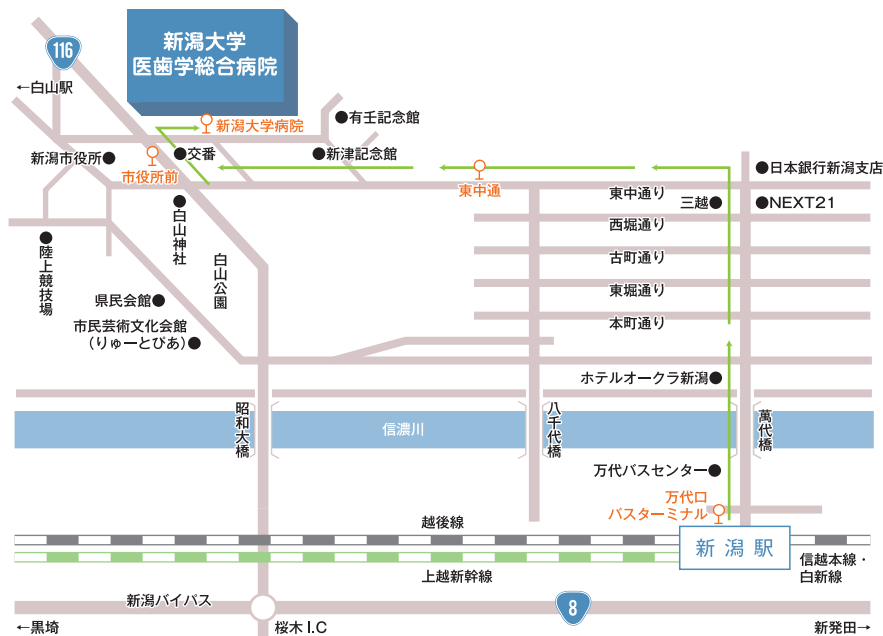 116
新潟大学
医歯学総合病院
←白山駅
有壬記念館
新潟大学病院
新潟市役所
交番
新津記念館
市役所前
東中通
日本銀行新潟支店
東中通り
三越
NEXT21
白山神社
西堀通り
陸上競技場
白山公園
古町通り
県民会館
東堀通り
市民芸術文化会館
(りゅーとぴあ)
本町通り
ホテルオークラ新潟
昭和大橋
信濃川
八千代橋
萬代橋
万代バスセンター
万代口
バスターミナル
越後線
新潟駅
上越新幹線
信越本線・
白新線
新潟バイパス
8
←黒埼
桜木I.C
新発田→